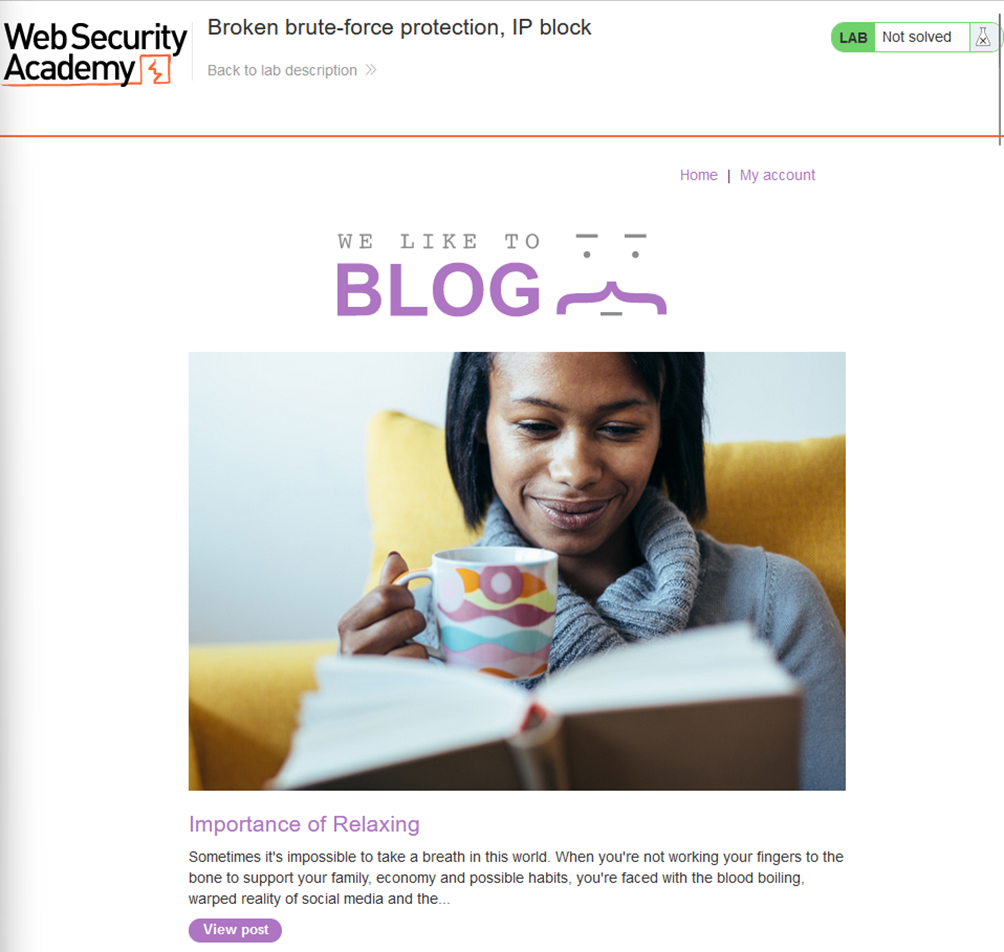 Web Security
Academy
Broken brute-force protection, IP block
Back to lab description
LAB Not solved
Home | My account
WE LIKE TO
BLOG
Importance of Relaxing
Sometimes it's impossible to take a breath in this world. When you're not working your fingers to the
bone to support your family, economy and possible habits, you're faced with the blood boiling,
warped reality of social media and the...
View post